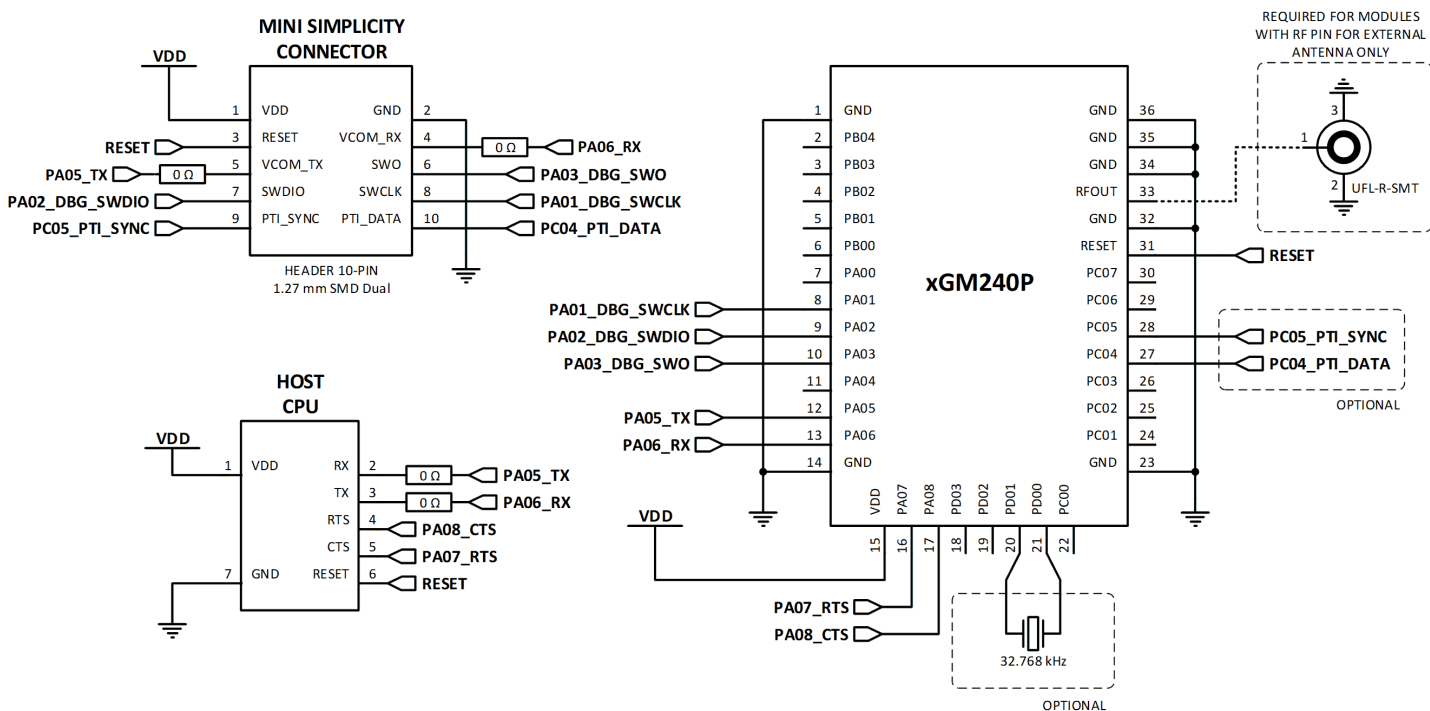 MINI SIMPLICITY
CONNECTOR
VDD
1 VDD GND 2
RESET 3 RESET VCOM_RX 4 0 Ω PA06_RX
PA05_TX 0 Ω 5 VCOM_TX SWO 6 PA03_DBG_SWO
PA02_DBG_SWDIO 7 SWDIO SWCLK 8 PA01_DBG_SWCLK
PC05_PTI_SYNC 9 PTI_SYNC PTI_DATA 10 PC04_PTI_DATA
HEADER 10-PIN
1.27 mm SMD Dual
HOST
CPU
VDD
1 VDD RX 2 0 Ω PA05_TX
TX 3 0 Ω PA06_RX
RTS 4 PA08_CTS
CTS 5 PA07_RTS
7 GND RESET 6 RESET
xGM240P
1 GND GND 36
2 PB04 GND 35
3 PB03 GND 34
4 PB02 RFOUT 33
5 PB01 GND 32
6 PB00 RESET 31 RESET
7 PA00 PC07 30
PA01_DBG_SWCLK 8 PA01 PC06 29
PA02_DBG_SWDIO 9 PA02 PC05 28 PC05_PTI_SYNC
PA03_DBG_SWO 10 PA03 PC04 27 PC04_PTI_DATA
11 PA04 PC03 26
OPTIONAL
PA05_TX 12 PA05 PC02 25
PA06_RX 13 PA06 PC01 24
14 GND GND 23
VDD PA07 PA08 PD03 PD02 PD01 PD00 PC00
15 16 17 18 19 20 21 22
VDD
PA07_RTS
PA08_CTS
32.768 kHz
OPTIONAL
REQUIRED FOR MODULES
WITH RF PIN FOR EXTERNAL
ANTENNA ONLY
3
1
2 UFL-R-SMT